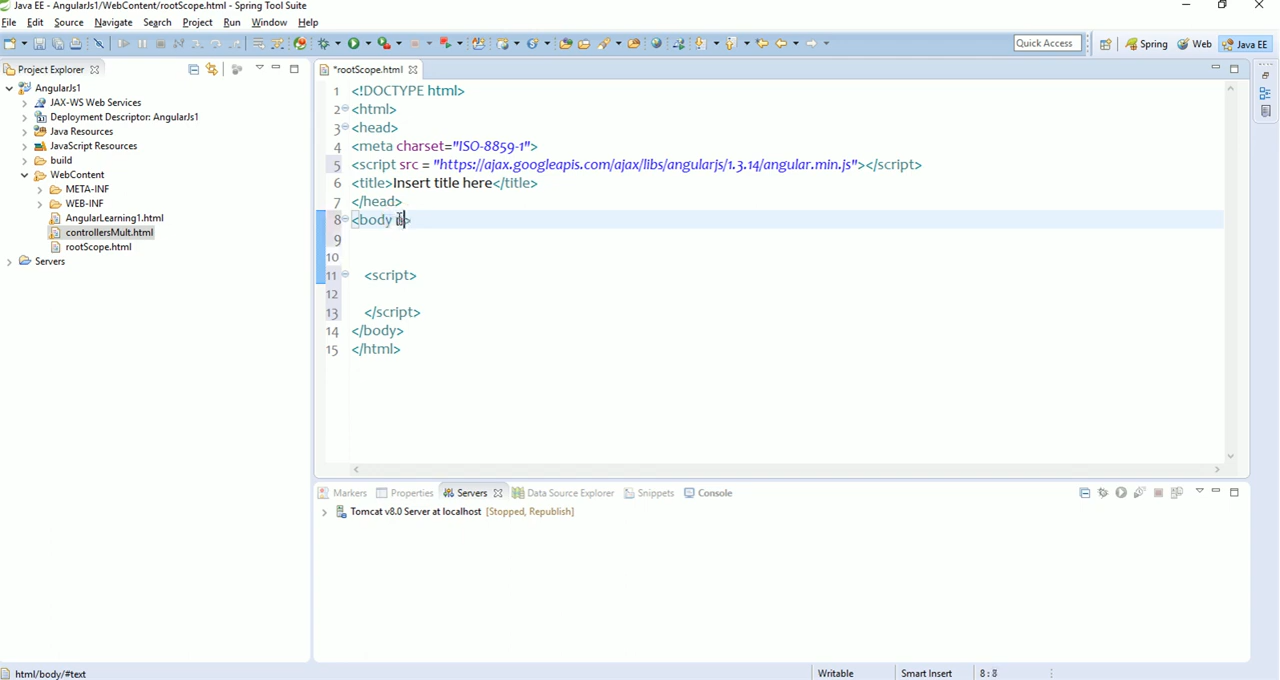 Java EE - AngularJs1/WebContent/rootScope.html - Spring Tool Suite
File Edit Source Navigate Search Project Run Window Help
Quick Access Spring Web Java EE
Project Explorer
AngularJs1
JAX-WS Web Services
Deployment Descriptor: AngularJs1
Java Resources
JavaScript Resources
build
WebContent
META-INF
WEB-INF
AngularLearning1.html
controllersMult.html
rootScope.html
Servers
*rootScope.html
1 <!DOCTYPE html>
2 <html>
3 <head>
4 <meta charset="ISO-8859-1">
5 <script src = "https://ajax.googleapis.com/ajax/libs/angularjs/1.3.14/angular.min.js"></script>
6 <title>Insert title here</title>
7 </head>
8 <body n>
9
10
11 <script>
12
13 </script>
14 </body>
15 </html>
Markers Properties Servers Data Source Explorer Snippets Console
Tomcat v8.0 Server at localhost [Stopped, Republish]
html/body/#text Writable Smart Insert 8 : 8